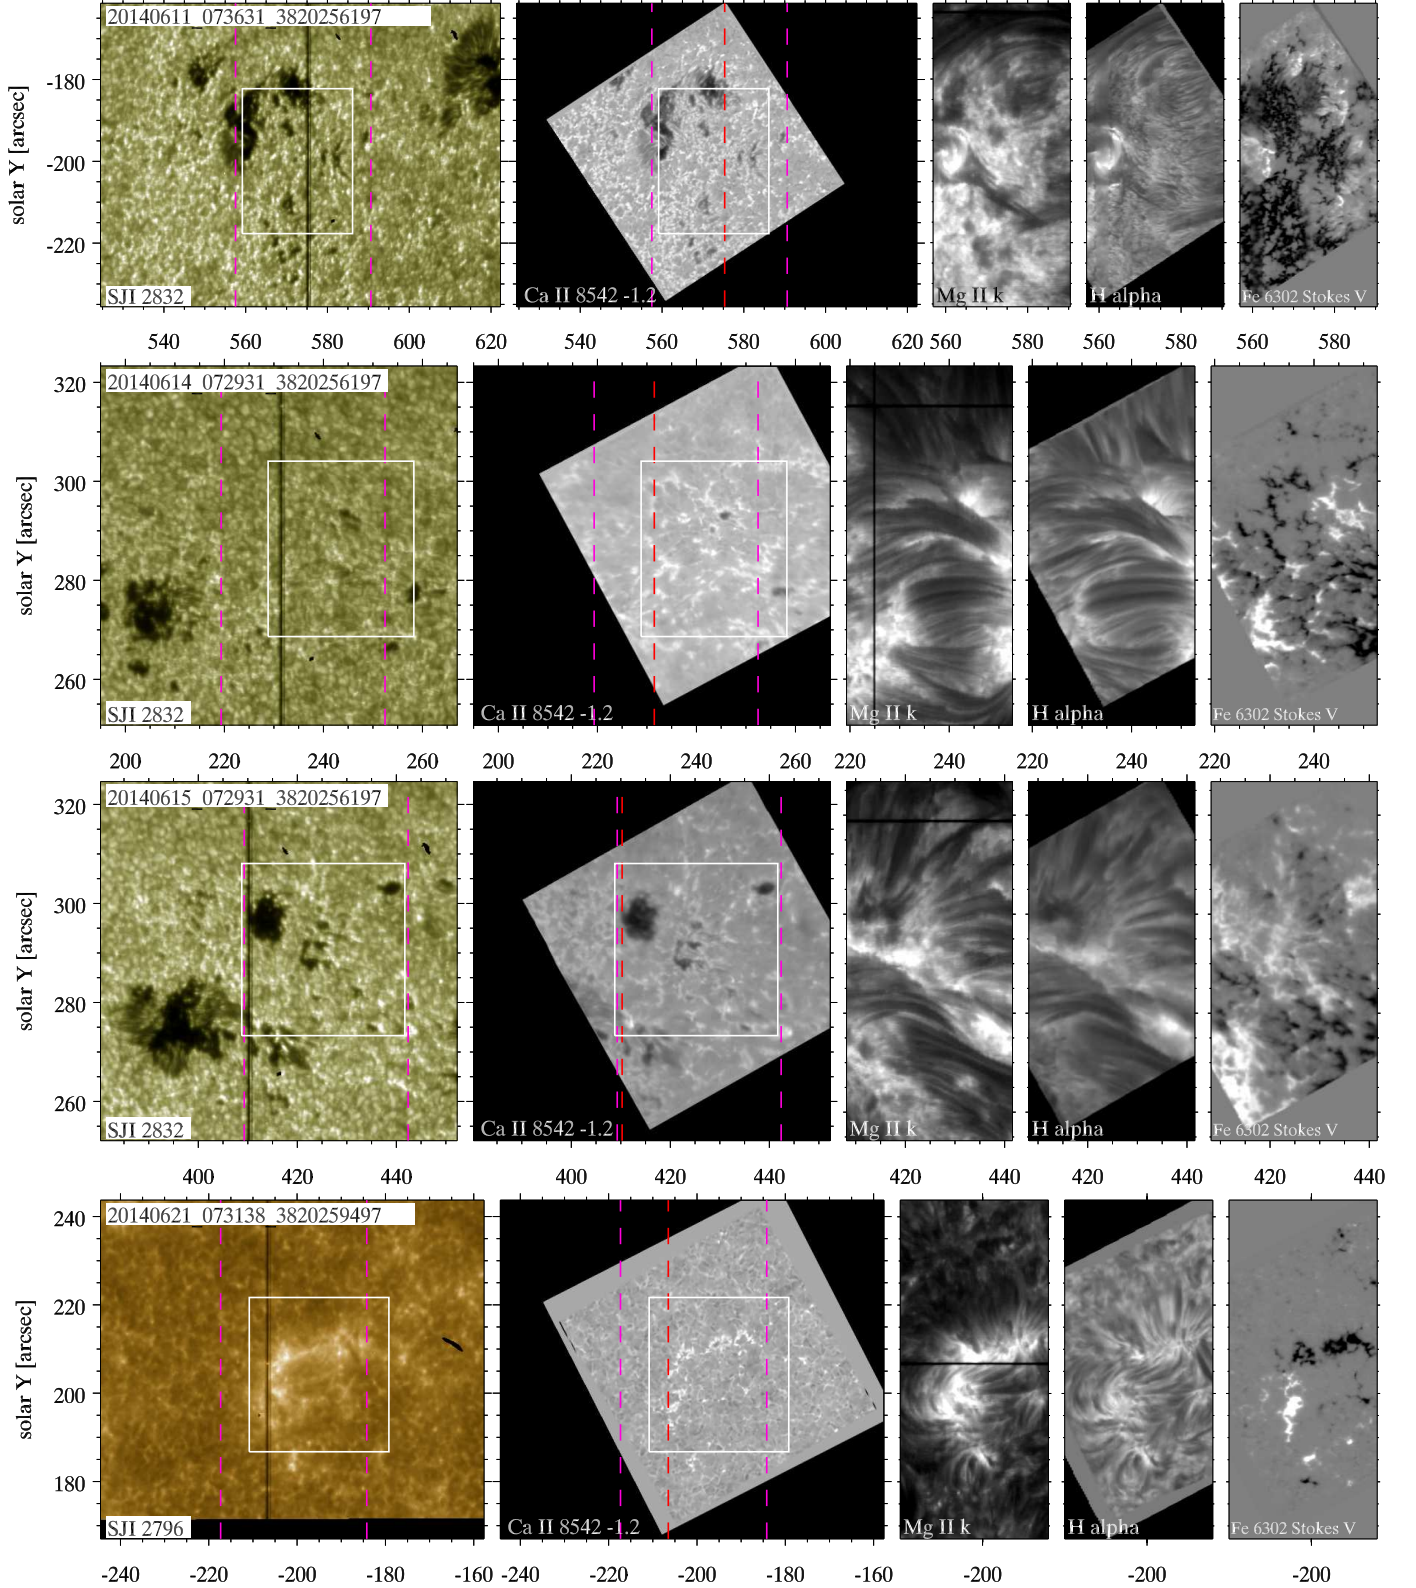 20140611_073631_3820256197
solar Y [arcsec]
-180
-200
-220
SJI 2832
Ca II 8542 -1.2
Mg II k
H alpha
Fe 6302 Stokes V
540 560 580 600 620 540 560 580 600 620 560 580 560 580 560 580
20140614_072931_3820256197
solar Y [arcsec]
320
300
280
260
SJI 2832
Ca II 8542 -1.2
Mg II k
H alpha
Fe 6302 Stokes V
200 220 240 260 200 220 240 260 220 240 220 240 220 240
20140615_072931_3820256197
solar Y [arcsec]
320
300
280
260
SJI 2832
Ca II 8542 -1.2
Mg II k
H alpha
Fe 6302 Stokes V
400 420 440 400 420 440 420 440 420 440 420 440
20140621_073138_3820259497
solar Y [arcsec]
240
220
200
180
SJI 2796
Ca II 8542 -1.2
Mg II k
H alpha
Fe 6302 Stokes V
-240 -220 -200 -180 -160 -240 -220 -200 -180 -160 -200 -200 -200